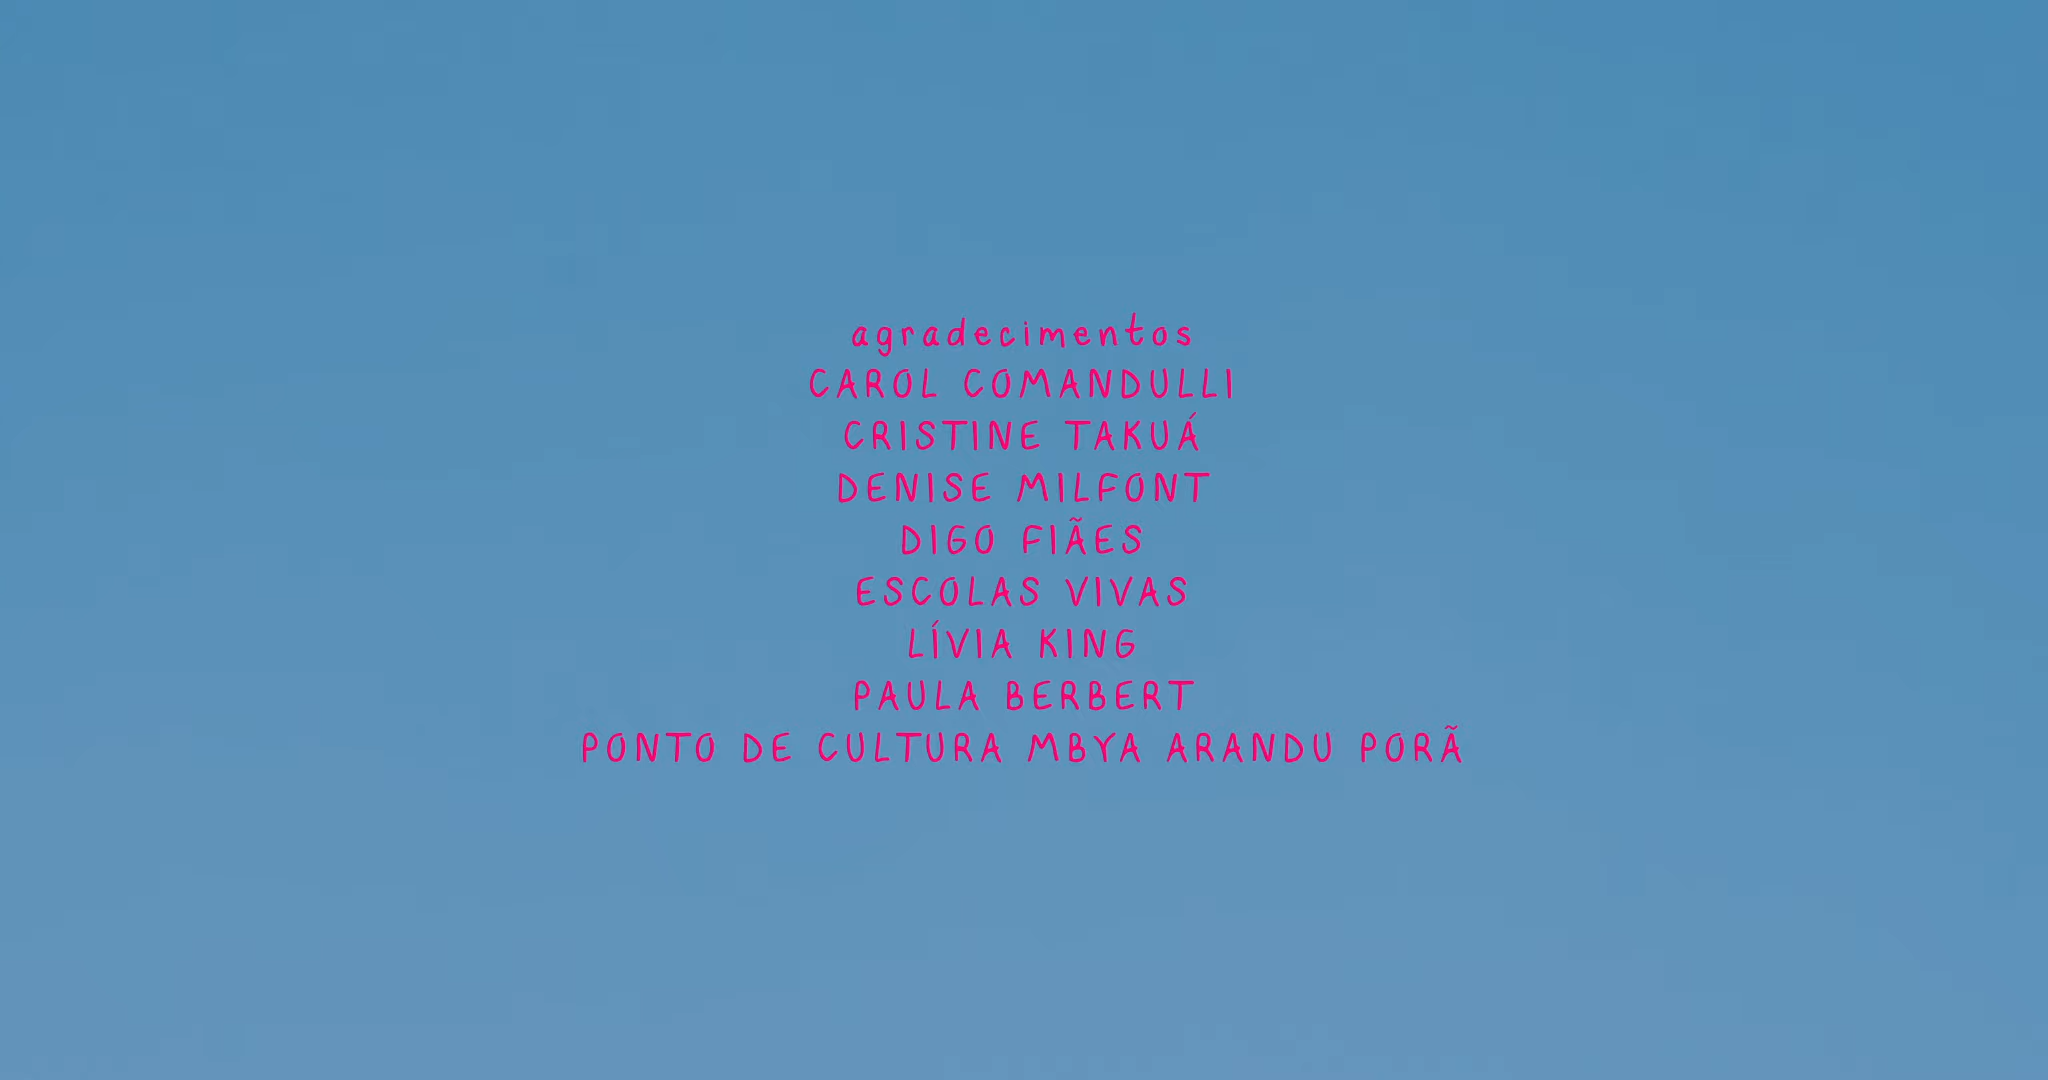 agradecimentos
CAROL COMANDULLI
CRISTINE TAKUÁ
DENISE MILFONT
DIGO FIÃES
ESCOLAS VIVAS
LÍVIA KING
PAULA BERBERT
PONTO DE CULTURA MBYA ARANDU PORÃ